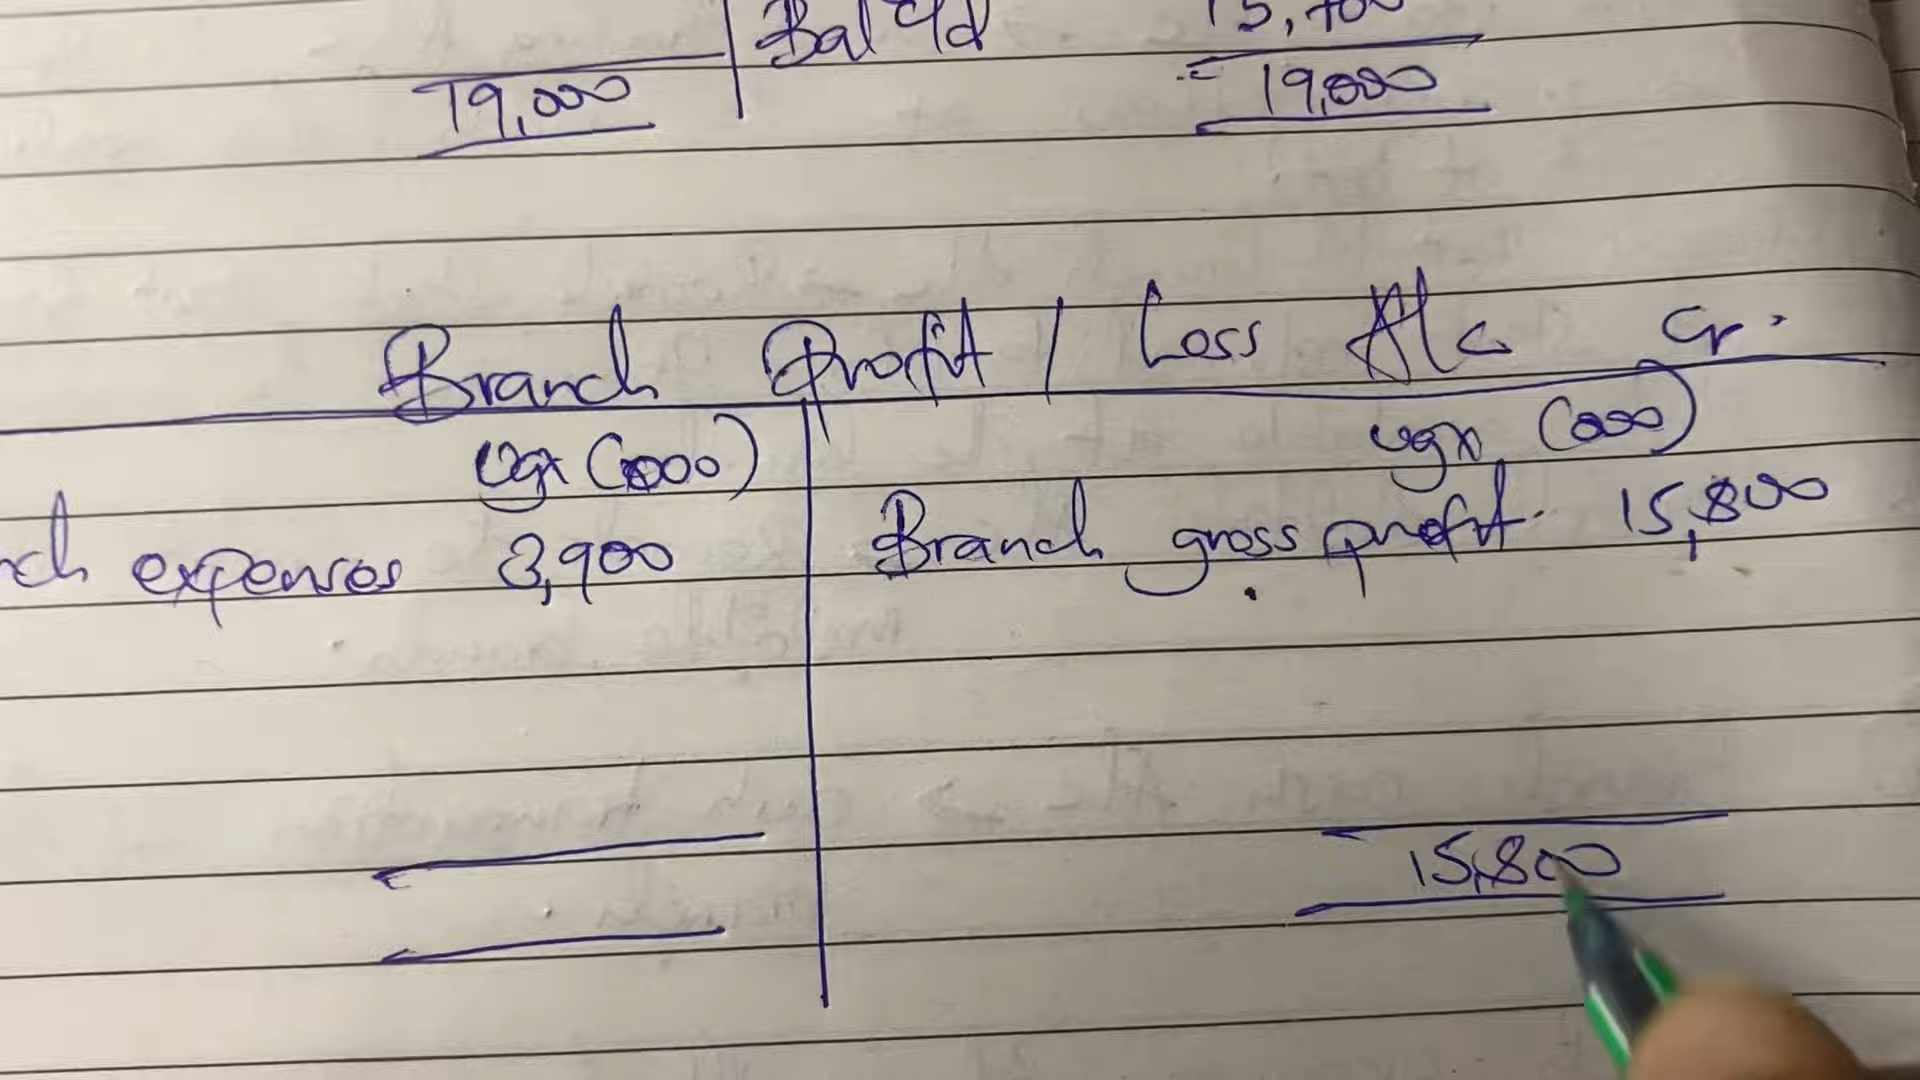 Bal c/d
19,000 19,000
Branch Profit / Loss A/c Cr.
Ugx (000) ugx (000)
expenses 3,900 Branch gross profit 15,800
15,800